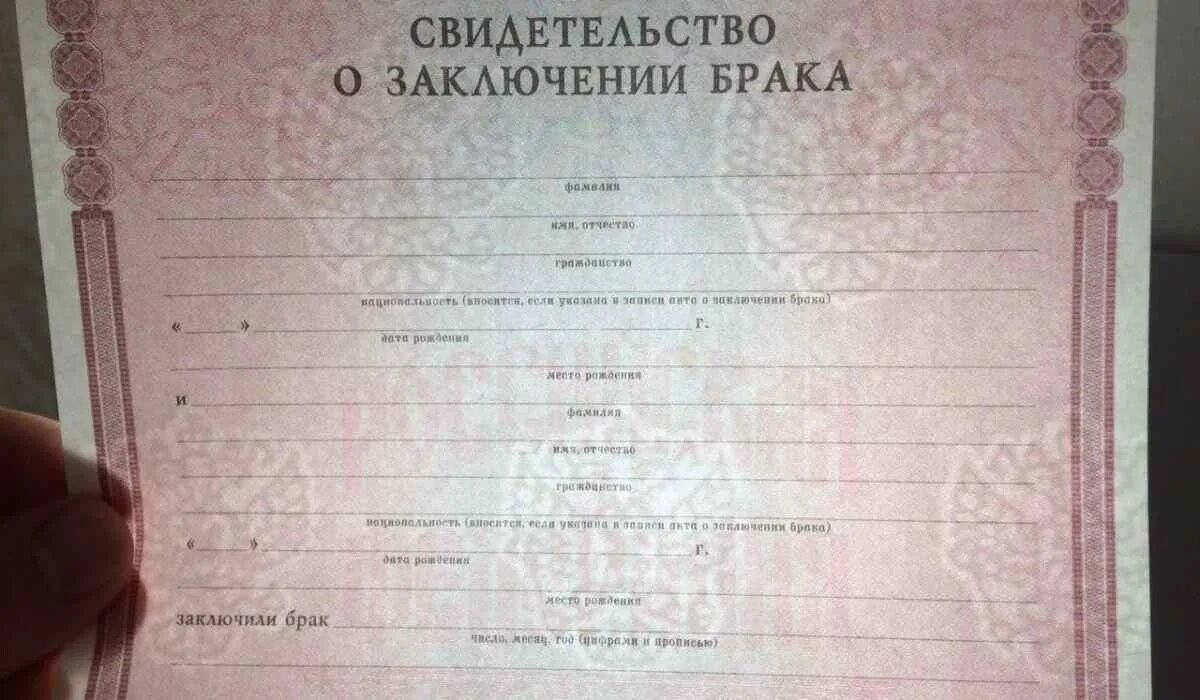 СВИДЕТЕЛЬСТВО
О ЗАКЛЮЧЕНИИ БРАКА
фамилия
имя, отчество
гражданство
национальность (вносится, если указана в записи акта о заключении брака)
« » г.
дата рождения
место рождения
и
фамилия
имя, отчество
гражданство
национальность (вносится, если указана в записи акта о заключении брака)
« » г.
дата рождения
место рождения
заключили брак
число, месяц, год (цифрами и прописью)